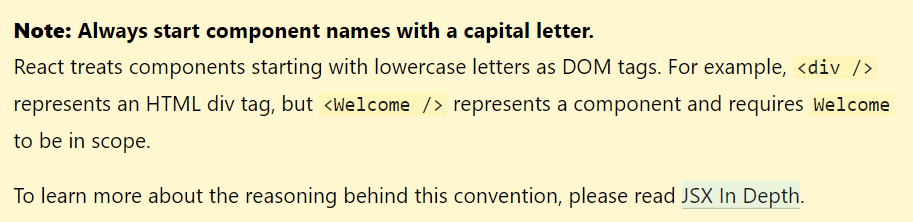 Note: Always start component names with a capital letter.
React treats components starting with lowercase letters as DOM tags. For example, <div />
represents an HTML div tag, but <Welcome /> represents a component and requires Welcome
to be in scope.
To learn more about the reasoning behind this convention, please read JSX In Depth.